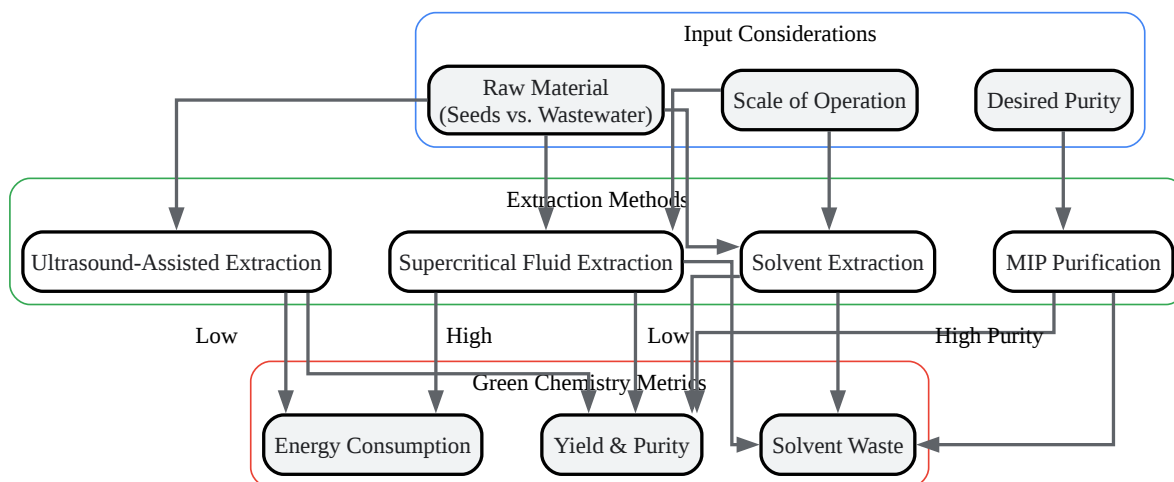 Input Considerations
Raw Material
(Seeds vs. Wastewater)
Scale of Operation
Desired Purity
Extraction Methods
Ultrasound-Assisted Extraction
Supercritical Fluid Extraction
Solvent Extraction
MIP Purification
Low
High
Low
High Purity
Green Chemistry Metrics
Energy Consumption
Yield & Purity
Solvent Waste